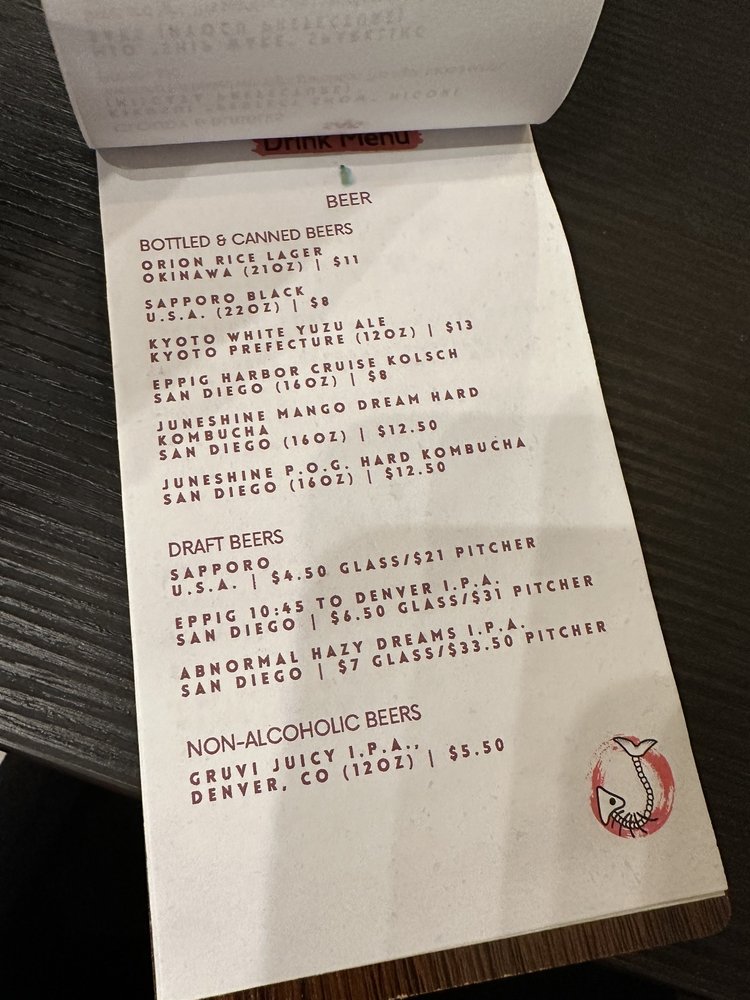 Drink Menu
BEER
BOTTLED & CANNED BEERS
ORION RICE LAGER
OKINAWA (21OZ) | $11
SAPPORO BLACK
U.S.A. (22OZ) | $8
KYOTO WHITE YUZU ALE
KYOTO PREFECTURE (12OZ) | $13
EPPIG HARBOR CRUISE KOLSCH
SAN DIEGO (16OZ) | $8
JUNESHINE MANGO DREAM HARD
KOMBUCHA
SAN DIEGO (16OZ) | $12.50
JUNESHINE P.O.G. HARD KOMBUCHA
SAN DIEGO (16OZ) | $12.50
DRAFT BEERS
SAPPORO
U.S.A. | $4.50 GLASS/$21 PITCHER
EPPIG 10:45 TO DENVER I.P.A.
SAN DIEGO | $6.50 GLASS/$31 PITCHER
ABNORMAL HAZY DREAMS I.P.A.
SAN DIEGO | $7 GLASS/$33.50 PITCHER
NON-ALCOHOLIC BEERS
GRUVI JUICY I.P.A.,
DENVER, CO (12OZ) | $5.50